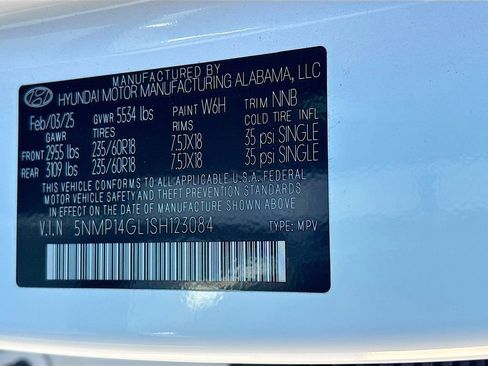 MANUFACTURED BY
HYUNDAI MOTOR MANUFACTURING ALABAMA, LLC
Feb/03/25 GVWR 5534 lbs PAINT W6H TRIM NNB
GAWR TIRES RIMS COLD TIRE INFL
FRONT 2955 lbs 235/60R18 7.5JX18 35 psi SINGLE
REAR 3109 lbs 235/60R18 7.5JX18 35 psi SINGLE
THIS VEHICLE CONFORMS TO ALL APPLICABLE U.S.A. FEDERAL
MOTOR VEHICLE SAFETY AND THEFT PREVENTION STANDARDS
IN EFFECT ON THE DATE OF MANUFACTURE SHOWN ABOVE.
V.I.N 5NMP14GL1SH123084 TYPE: MPV